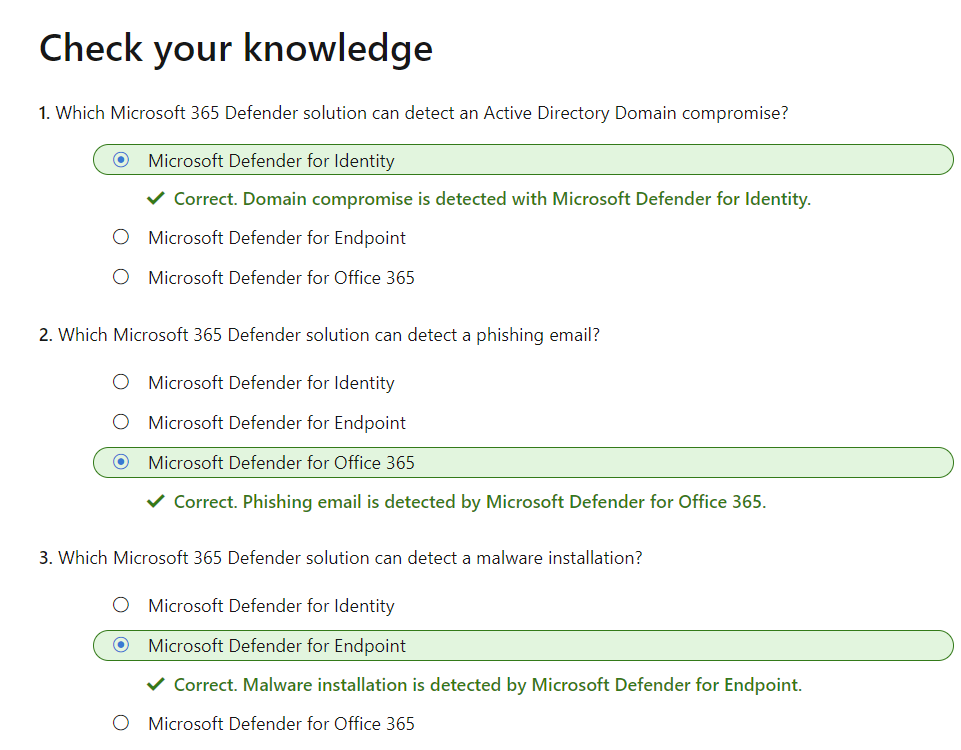 Check your knowledge
1. Which Microsoft 365 Defender solution can detect an Active Directory Domain compromise?
Microsoft Defender for Identity
Correct. Domain compromise is detected with Microsoft Defender for Identity.
Microsoft Defender for Endpoint
Microsoft Defender for Office 365
2. Which Microsoft 365 Defender solution can detect a phishing email?
Microsoft Defender for Identity
Microsoft Defender for Endpoint
Microsoft Defender for Office 365
Correct. Phishing email is detected by Microsoft Defender for Office 365.
3. Which Microsoft 365 Defender solution can detect a malware installation?
Microsoft Defender for Identity
Microsoft Defender for Endpoint
Correct. Malware installation is detected by Microsoft Defender for Endpoint.
Microsoft Defender for Office 365